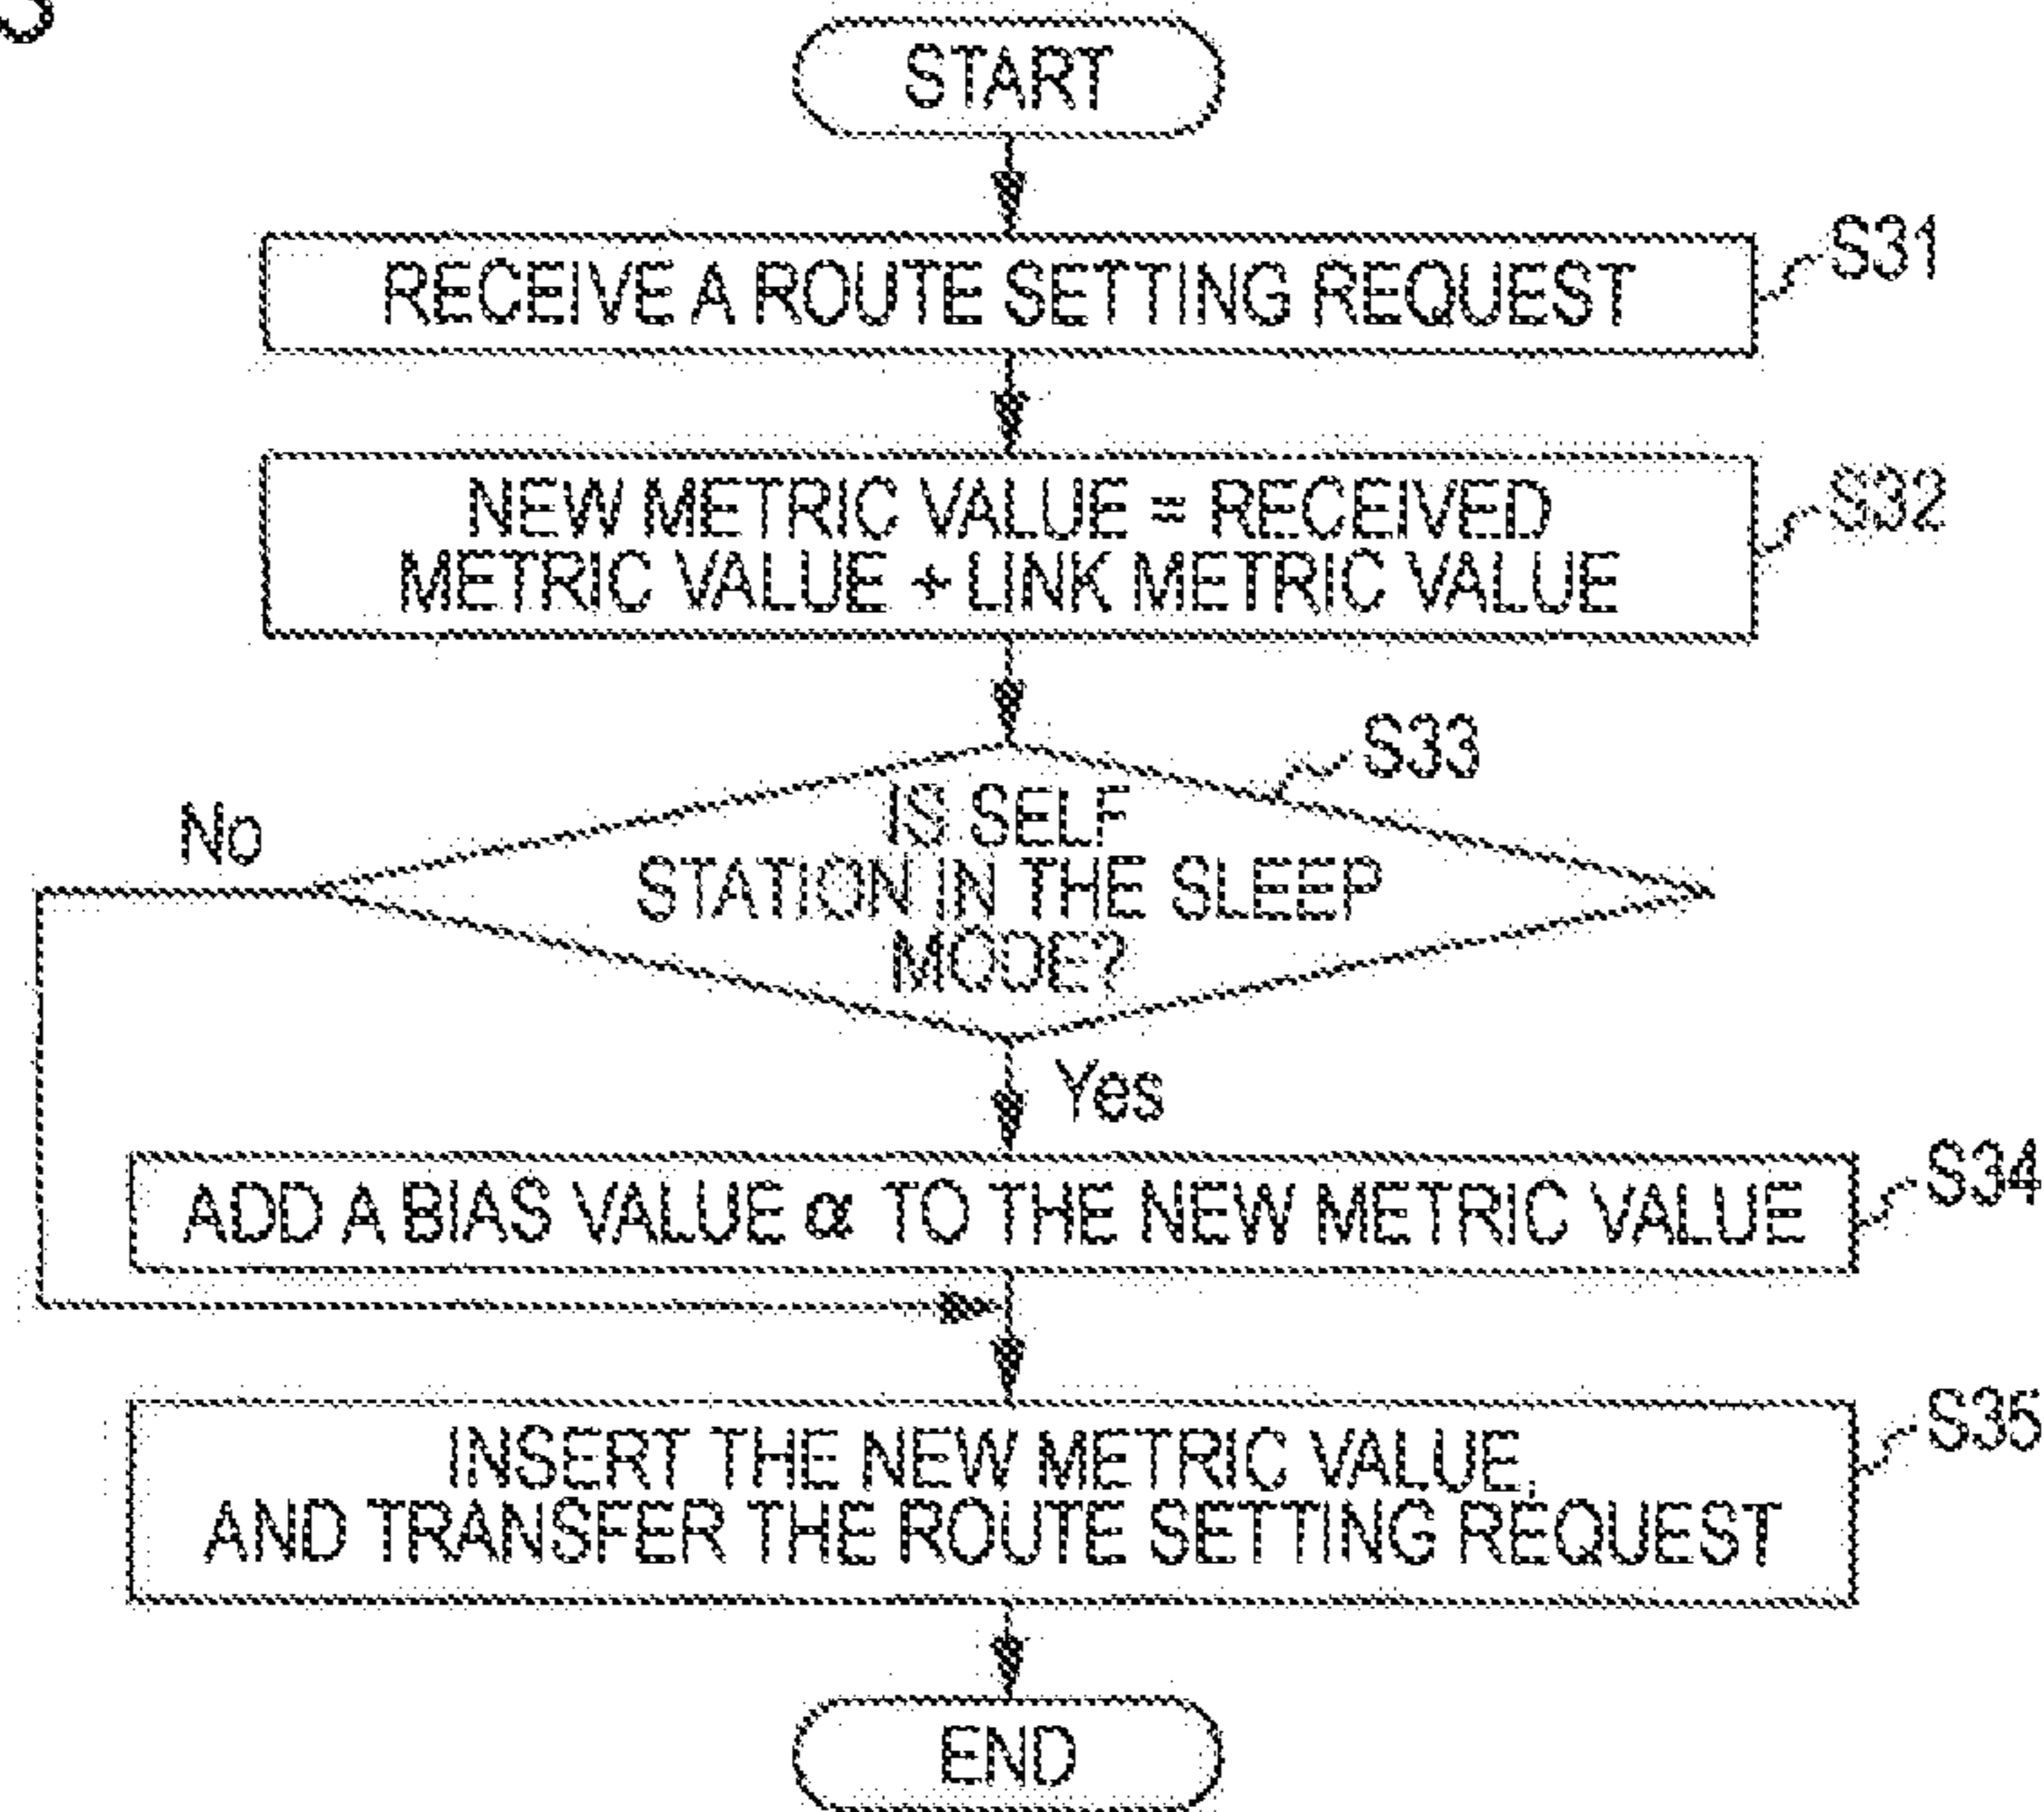 START
RECEIVE A ROUTE SETTING REQUEST
S31
NEW METRIC VALUE = RECEIVED
METRIC VALUE + LINK METRIC VALUE
S32
S33
IS SELF
STATION IN THE SLEEP
MODE?
No
Yes
ADD A BIAS VALUE α TO THE NEW METRIC VALUE
S34
INSERT THE NEW METRIC VALUE,
AND TRANSFER THE ROUTE SETTING REQUEST
S35
END